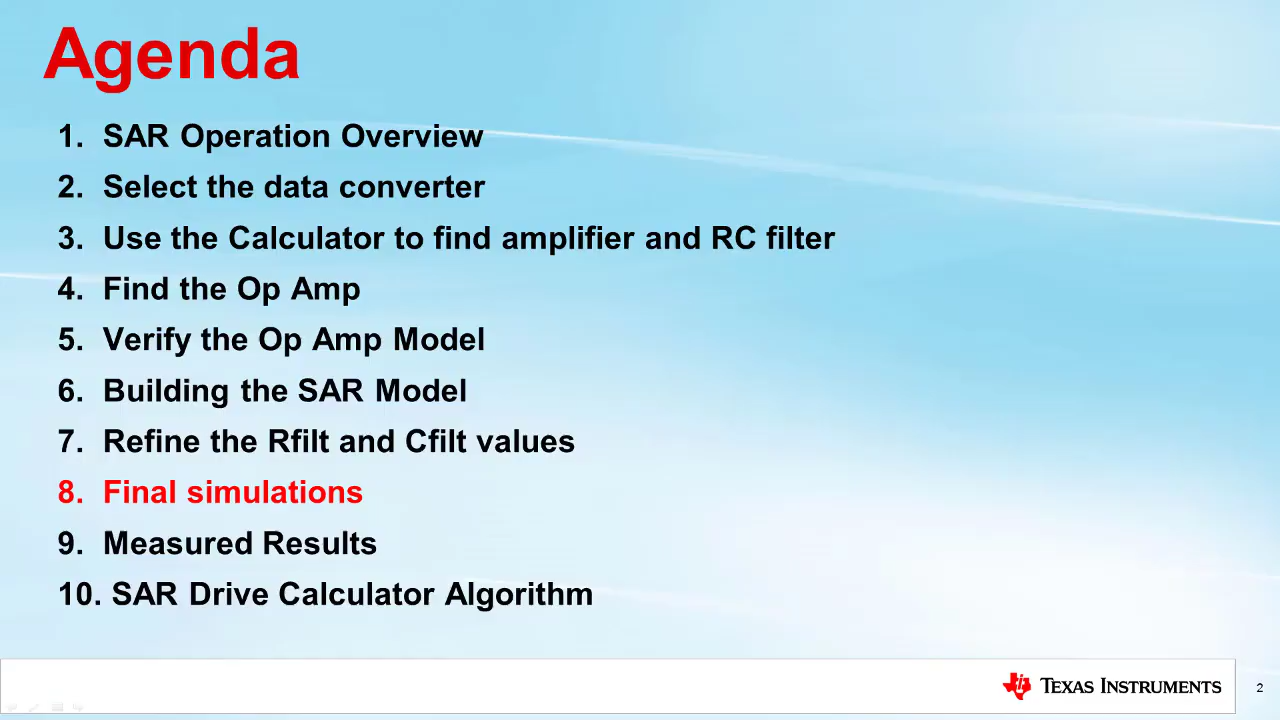 Agenda
1. SAR Operation Overview
2. Select the data converter
3. Use the Calculator to find amplifier and RC filter
4. Find the Op Amp
5. Verify the Op Amp Model
6. Building the SAR Model
7. Refine the Rfilt and Cfilt values
8. Final simulations
9. Measured Results
10. SAR Drive Calculator Algorithm
TEXAS INSTRUMENTS
2